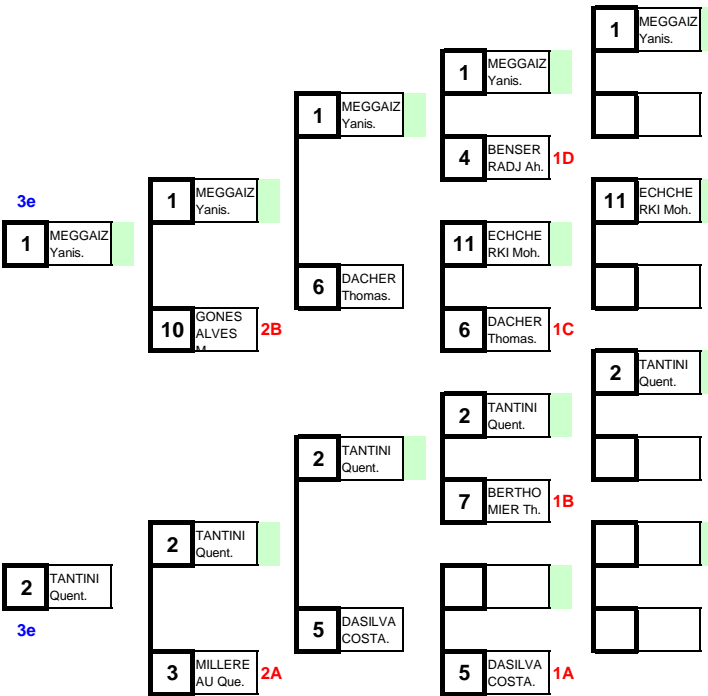 1 MEGGAIZ
Yanis.
1 MEGGAIZ
Yanis.
1 MEGGAIZ
Yanis.
4 BENSER
RADJ Ah. 1D
3e
1 MEGGAIZ
Yanis.
1 MEGGAIZ
Yanis.
11 ECHCHE
RKI Moh.
11 ECHCHE
RKI Moh.
6 DACHER
Thomas.
10 GONES
ALVES
M 2B
6 DACHER
Thomas. 1C
2 TANTINI
Quent.
2 TANTINI
Quent.
2 TANTINI
Quent.
7 BERTHO
MIER Th. 1B
2 TANTINI
Quent.
2 TANTINI
Quent.
3e
5 DASILVA
COSTA.
3 MILLERE
AU Que. 2A
5 DASILVA
COSTA. 1A